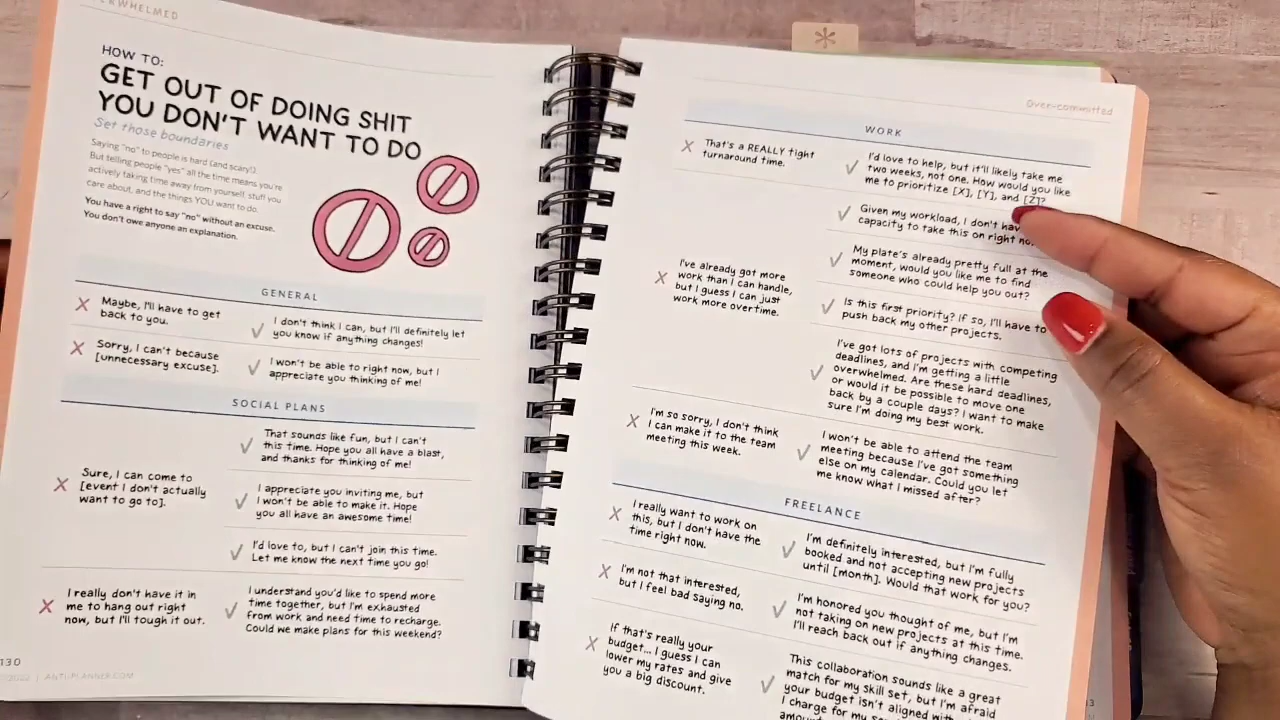 WHELMED
HOW TO:
GET OUT OF DOING SHIT
YOU DON'T WANT TO DO
Set those boundaries
Saying "no" to people is hard (and scary!).
But telling people "yes" all the time means you're
actively taking time away from yourself, stuff you
care about, and the things YOU want to do.
You have a right to say "no" without an excuse.
You don't owe anyone an explanation.
GENERAL
Maybe, I'll have to get
back to you.
I don't think I can, but I'll definitely let
you know if anything changes!
Sorry, I can't because
[unnecessary excuse].
I won't be able to right now, but I
appreciate you thinking of me!
SOCIAL PLANS
Sure, I can come to
[event I don't actually
want to go to].
That sounds like fun, but I can't
this time. Hope you all have a blast,
and thanks for thinking of me!
I appreciate you inviting me, but
I won't be able to make it. Hope
you all have an awesome time!
I'd love to, but I can't join this time.
Let me know the next time you go!
I really don't have it in
me to hang out right
now, but I'll tough it out.
I understand you'd like to spend more
time together, but I'm exhausted
from work and need time to recharge.
Could we make plans for this weekend?
130
2022 | ANTI-PLANNER.COM
Over-committed
WORK
That's a REALLY tight
turnaround time.
I'd love to help, but it'll likely take me
two weeks, not one. How would you like
me to prioritize [X], [Y], and [Z]?
I've already got more
work than I can handle,
but I guess I can just
work more overtime.
Given my workload, I don't
capacity to take this on right
My plate's already pretty full at the
moment, would you like me to find
someone who could help you out?
Is this first priority? If so, I'll have to
push back my other projects.
I've got lots of projects with competing
deadlines, and I'm getting a little
overwhelmed. Are these hard deadlines,
or would it be possible to move one
back by a couple days? I want to make
sure I'm doing my best work.
I'm so sorry, I don't think
I can make it to the team
meeting this week.
I won't be able to attend the team
meeting because I've got something
else on my calendar. Could you let
me know what I missed after?
FREELANCE
I really want to work on
this, but I don't have the
time right now.
I'm definitely interested, but I'm fully
booked and not accepting new projects
until [month]. Would that work for you?
I'm not that interested,
but I feel bad saying no.
I'm honored you thought of me, but I'm
not taking on new projects at this time.
I'll reach back out if anything changes.
If that's really your
budget... I guess I can
lower my rates and give
you a big discount.
This collaboration sounds like a great
match for my skill set, but I'm afraid
your budget isn't aligned with
I charge for my